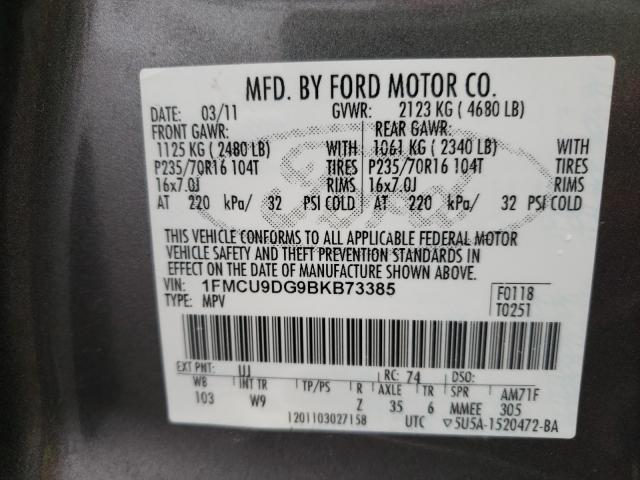 MFD. BY FORD MOTOR CO.
DATE: 03/11 GVWR: 2123 KG ( 4680 LB)
FRONT GAWR: REAR GAWR:
1125 KG ( 2480 LB) WITH 1061 KG ( 2340 LB) WITH
P235/70R16 104T TIRES P235/70R16 104T TIRES
16x7.0J RIMS 16x7.0J RIMS
AT 220 kPa/ 32 PSI COLD AT 220 kPa/ 32 PSI COLD
Ford
THIS VEHICLE CONFORMS TO ALL APPLICABLE FEDERAL MOTOR
VEHICLE SAFETY AND THEFT PREVENTION STANDARDS IN
EFFECT ON THE DATE OF MANUFACTURE SHOWN ABOVE.
VIN: 1FMCU9DG9BKB73385
TYPE: MPV
F0118
T0251
EXT PNT: UJ RC: 74 DSO:
WB INT TR TP/PS R AXLE TR SPR AM71F
103 W9 Z 35 6 MMEE 305
1201103027158 UTC ▽5U5A-1520472-BA